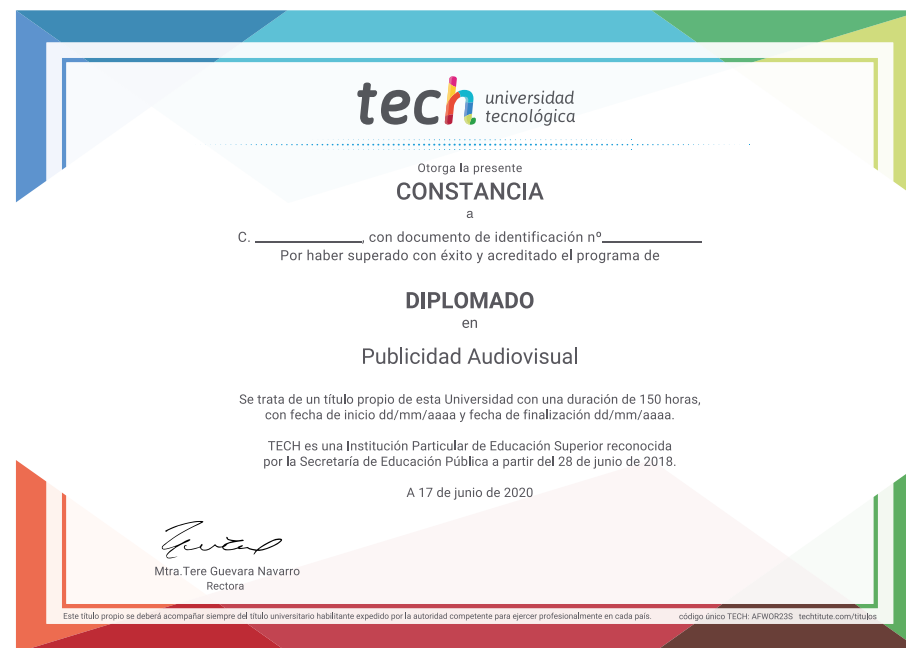 tech universidad
tecnológica
Otorga la presente
CONSTANCIA
a
C. ____________, con documento de identificación nº____________
Por haber superado con éxito y acreditado el programa de
DIPLOMADO
en
Publicidad Audiovisual
Se trata de un título propio de esta Universidad con una duración de 150 horas,
con fecha de inicio dd/mm/aaaa y fecha de finalización dd/mm/aaaa.
TECH es una Institución Particular de Educación Superior reconocida
por la Secretaría de Educación Pública a partir del 28 de junio de 2018.
A 17 de junio de 2020
Mtra.Tere Guevara Navarro
Rectora
Este título propio se deberá acompañar siempre del título universitario habilitante expedido por la autoridad competente para ejercer profesionalmente en cada país. código único TECH: AFWOR23S techtitute.com/titulos